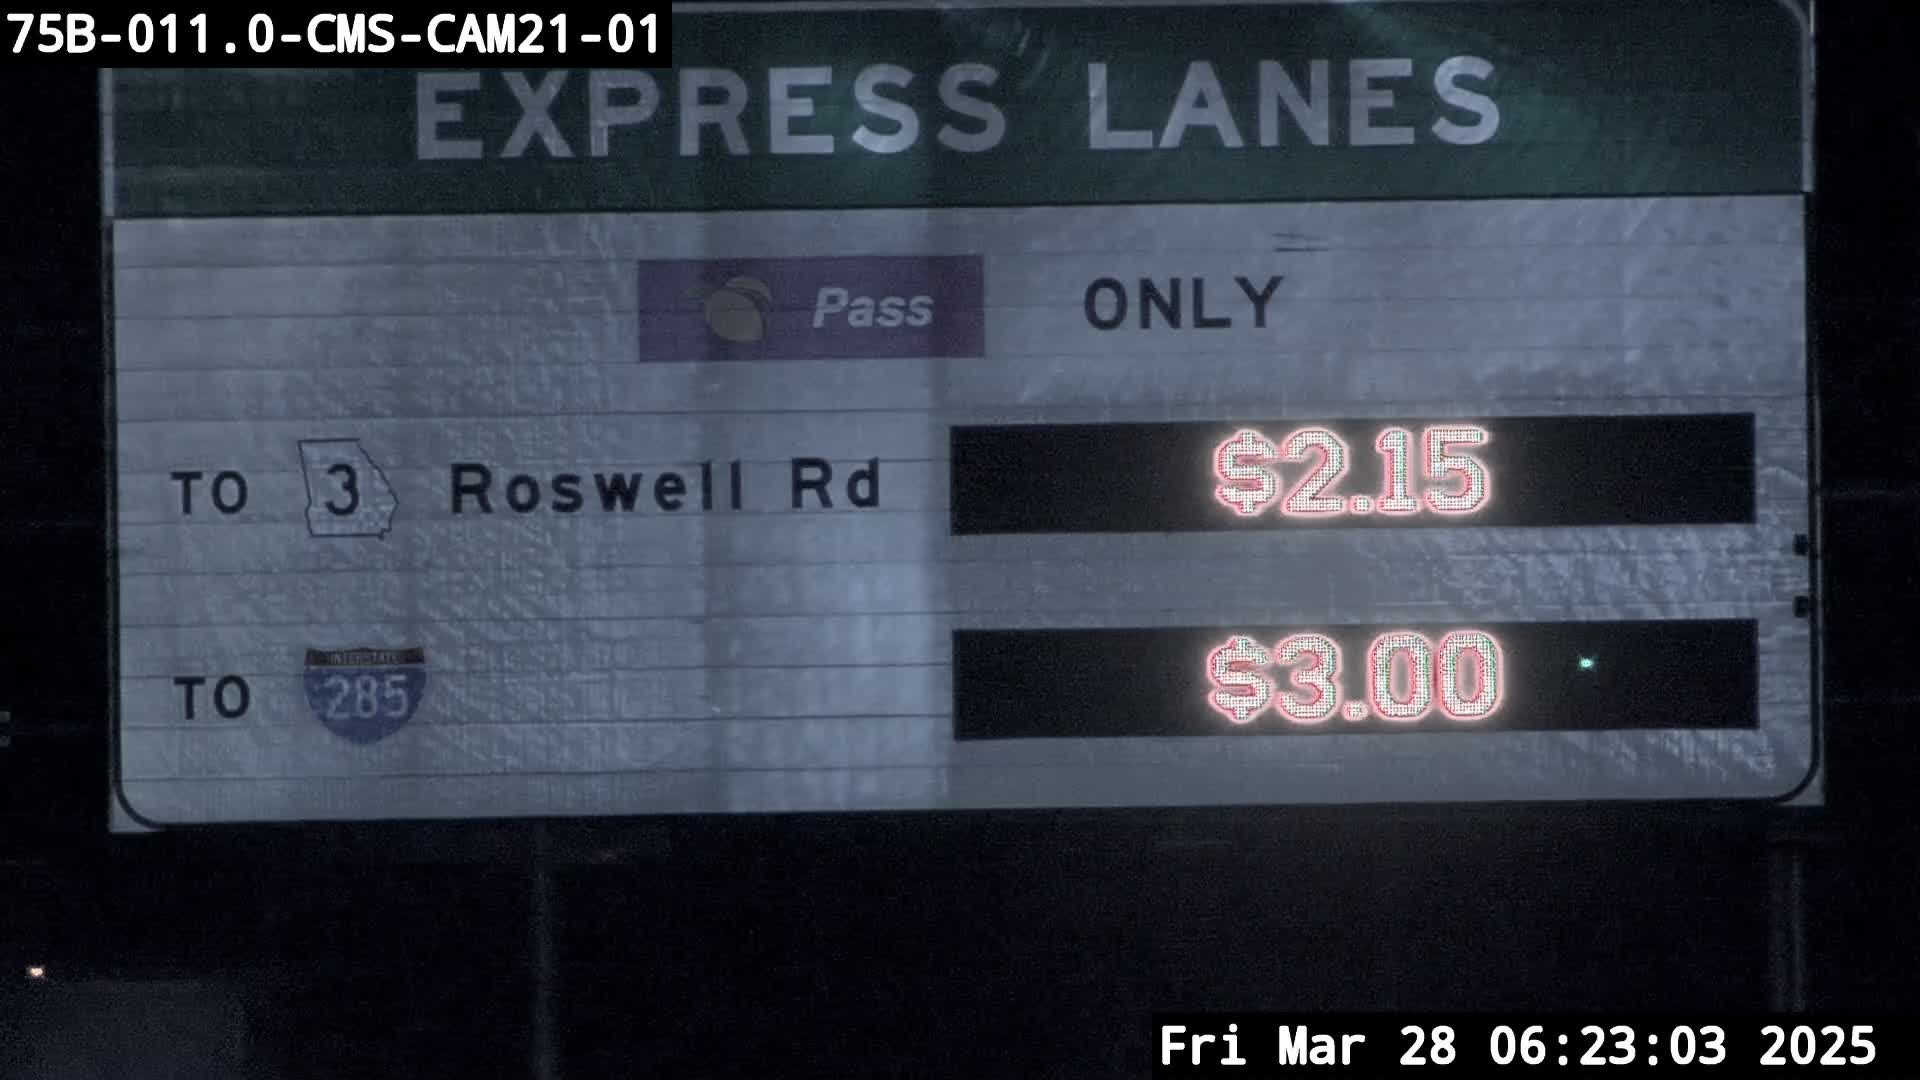 75B-011.0-CMS-CAM21-01
EXPRESS LANES
Pass ONLY
TO 3 Roswell Rd $2.15
INTERSTATE
TO 285 $3.00
Fri Mar 28 06:23:03 2025